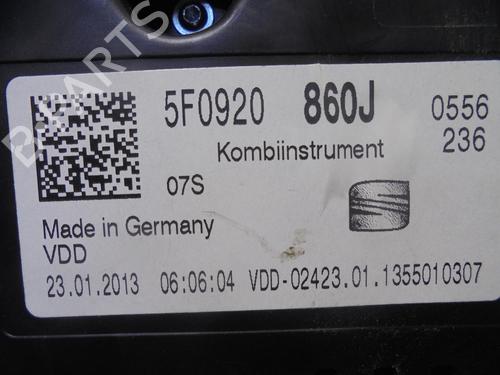 B-PARTS
5F0920 860J 0556
Kombiinstrument 236
07S
Made in Germany
VDD
23.01.2013 06:06:04 VDD-02423.01.1355010307